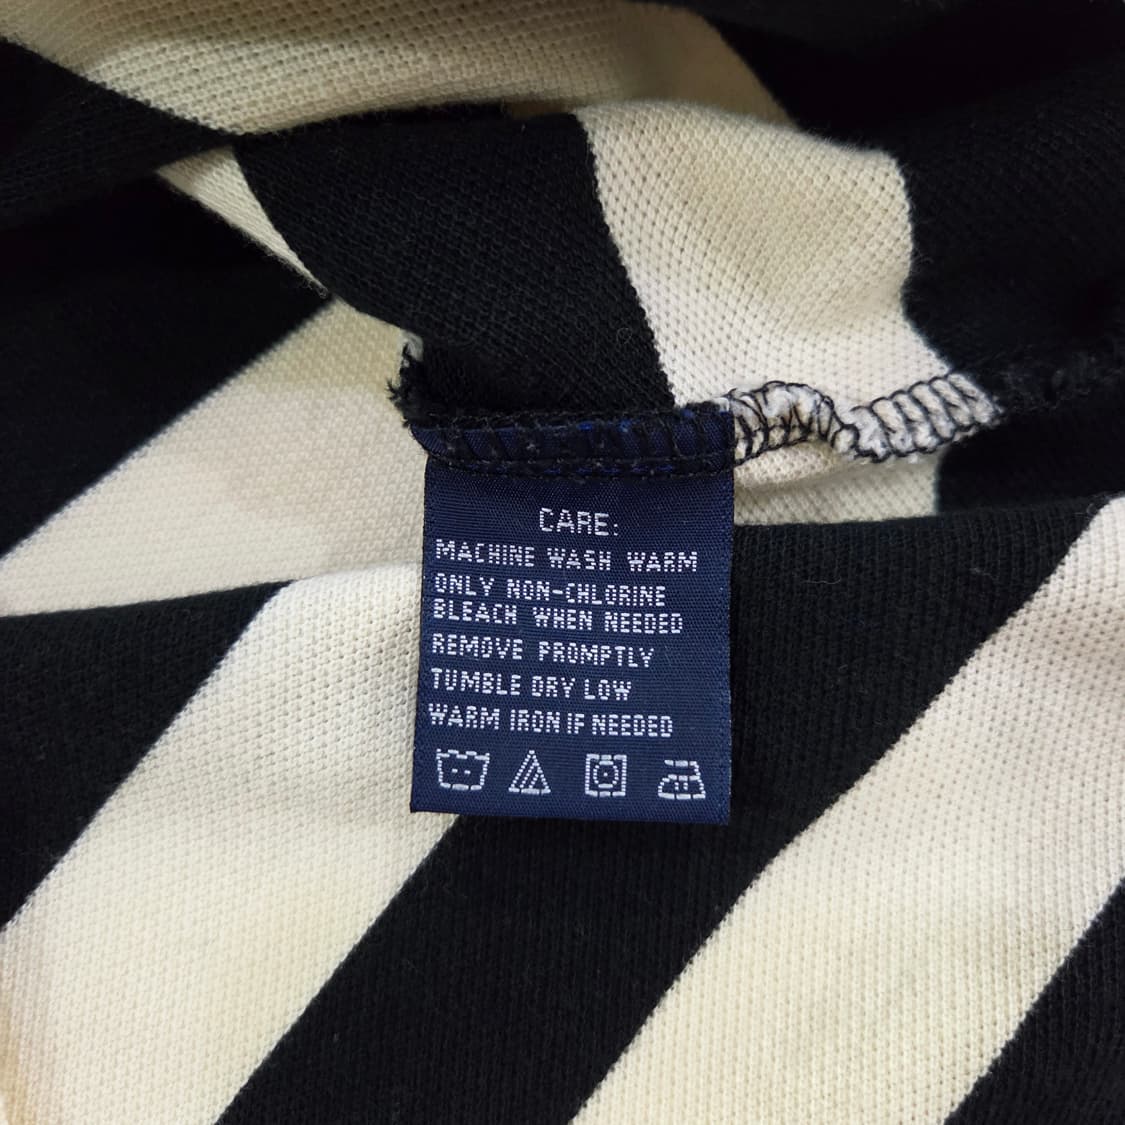 CARE:
MACHINE WASH WARM
ONLY NON-CHLORINE
BLEACH WHEN NEEDED
REMOVE PROMPTLY
TUMBLE DRY LOW
WARM IRON IF NEEDED